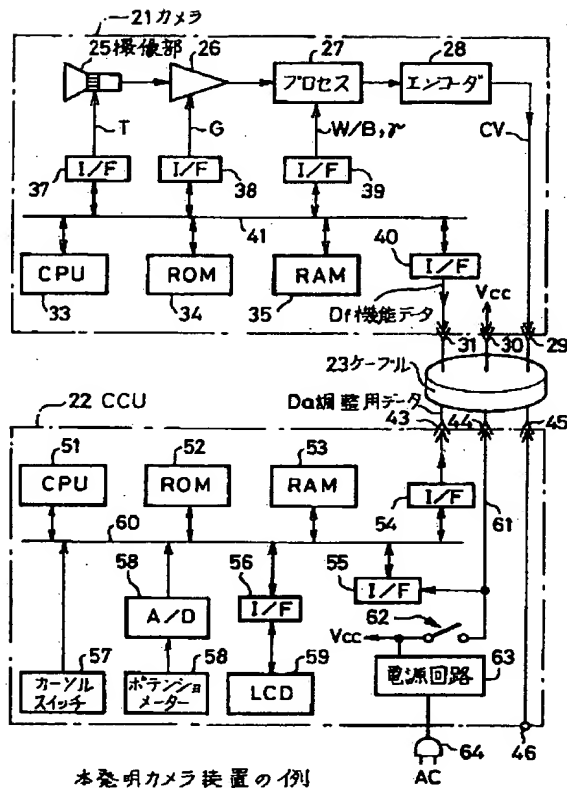 21 カメラ
25 撮像部
26
27
28
プロセス
エンコーダ
T
G
W/B,γ
CV
I/F
37
I/F
38
I/F
39
41
40
I/F
CPU
33
ROM
34
RAM
35
Df機能データ
Vcc
31
30
29
23ケーブル
22 CCU
Da調整用データ
43
44
45
51
CPU
52
ROM
53
RAM
54
I/F
61
60
58
A/D
56
I/F
55
I/F
62
Vcc
57
カーソル
スイッチ
58
ポテンショ
メーター
59
LCD
電源回路
63
64
AC
46
本発明カメラ装置の例